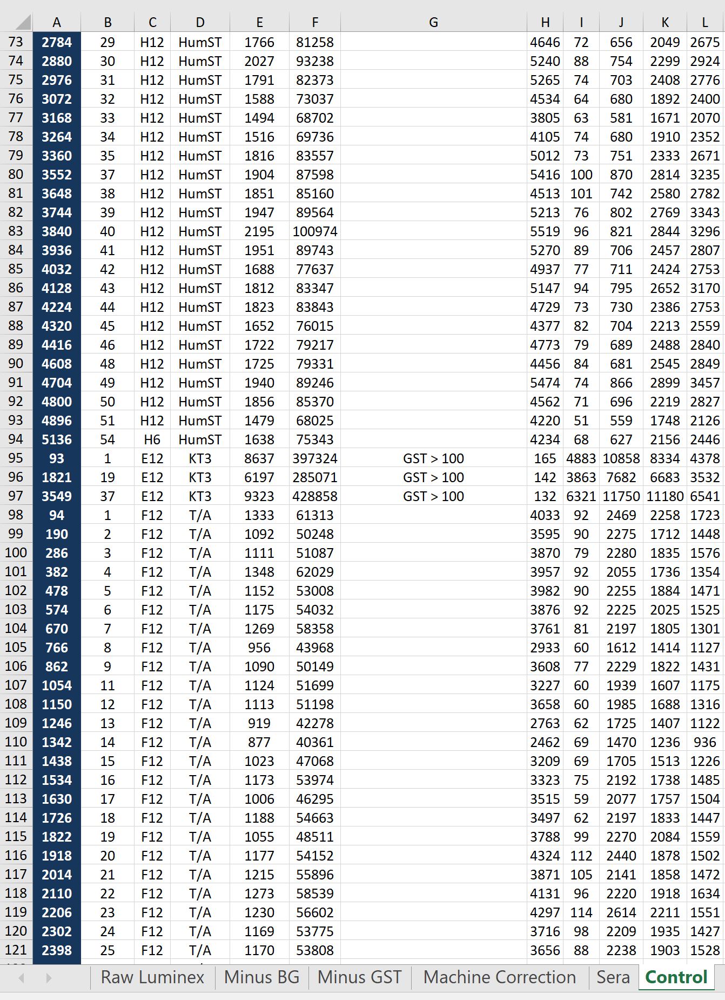 A B C D E F G H I J K L
73 2784 29 H12 HumST 1766 81258 4646 72 656 2049 2675
74 2880 30 H12 HumST 2027 93238 5240 88 754 2299 2924
75 2976 31 H12 HumST 1791 82373 5265 74 703 2408 2776
76 3072 32 H12 HumST 1588 73037 4534 64 680 1892 2400
77 3168 33 H12 HumST 1494 68702 3805 63 581 1671 2070
78 3264 34 H12 HumST 1516 69736 4105 74 680 1910 2352
79 3360 35 H12 HumST 1816 83557 5012 73 751 2333 2671
80 3552 37 H12 HumST 1904 87598 5416 100 870 2814 3235
81 3648 38 H12 HumST 1851 85160 4513 101 742 2580 2782
82 3744 39 H12 HumST 1947 89564 5213 76 802 2769 3343
83 3840 40 H12 HumST 2195 100974 5519 96 821 2844 3296
84 3936 41 H12 HumST 1951 89743 5270 89 706 2457 2807
85 4032 42 H12 HumST 1688 77637 4937 77 711 2424 2753
86 4128 43 H12 HumST 1812 83347 5147 94 795 2652 3170
87 4224 44 H12 HumST 1823 83843 4729 73 730 2386 2753
88 4320 45 H12 HumST 1652 76015 4377 82 704 2213 2559
89 4416 46 H12 HumST 1722 79217 4773 79 689 2488 2840
90 4608 48 H12 HumST 1725 79331 4456 84 681 2545 2849
91 4704 49 H12 HumST 1940 89246 5474 74 866 2899 3457
92 4800 50 H12 HumST 1856 85370 4562 71 696 2219 2827
93 4896 51 H12 HumST 1479 68025 4220 51 559 1748 2126
94 5136 54 H6 HumST 1638 75343 4234 68 627 2156 2446
95 93 1 E12 KT3 8637 397324 GST > 100 165 4883 10858 8334 4378
96 1821 19 E12 KT3 6197 285071 GST > 100 142 3863 7682 6683 3532
97 3549 37 E12 KT3 9323 428858 GST > 100 132 6321 11750 11180 6541
98 94 1 F12 T/A 1333 61313 4033 92 2469 2258 1723
99 190 2 F12 T/A 1092 50248 3595 90 2275 1712 1448
100 286 3 F12 T/A 1111 51087 3870 79 2280 1835 1576
101 382 4 F12 T/A 1348 62029 3957 92 2055 1736 1354
102 478 5 F12 T/A 1152 53008 3982 90 2255 1884 1471
103 574 6 F12 T/A 1175 54032 3876 92 2225 2025 1525
104 670 7 F12 T/A 1269 58358 3761 81 2197 1805 1301
105 766 8 F12 T/A 956 43968 2933 60 1612 1414 1127
106 862 9 F12 T/A 1090 50149 3608 77 2229 1822 1431
107 1054 11 F12 T/A 1124 51699 3227 60 1939 1607 1175
108 1150 12 F12 T/A 1113 51198 3658 60 1985 1688 1316
109 1246 13 F12 T/A 919 42278 2763 62 1725 1407 1122
110 1342 14 F12 T/A 877 40361 2462 69 1470 1236 936
111 1438 15 F12 T/A 1023 47068 3209 69 1705 1513 1226
112 1534 16 F12 T/A 1173 53974 3323 75 2192 1738 1485
113 1630 17 F12 T/A 1006 46295 3515 59 2077 1757 1504
114 1726 18 F12 T/A 1188 54663 3497 62 2197 1833 1447
115 1822 19 F12 T/A 1055 48511 3788 99 2270 2084 1559
116 1918 20 F12 T/A 1177 54152 4324 112 2440 1878 1502
117 2014 21 F12 T/A 1215 55896 3871 105 2141 1858 1472
118 2110 22 F12 T/A 1273 58539 4131 96 2220 1918 1634
119 2206 23 F12 T/A 1230 56602 4297 114 2614 2211 1551
120 2302 24 F12 T/A 1169 53775 3716 98 2209 1935 1427
121 2398 25 F12 T/A 1170 53808 3656 88 2238 1903 1528
Raw Luminex Minus BG Minus GST Machine Correction Sera Control